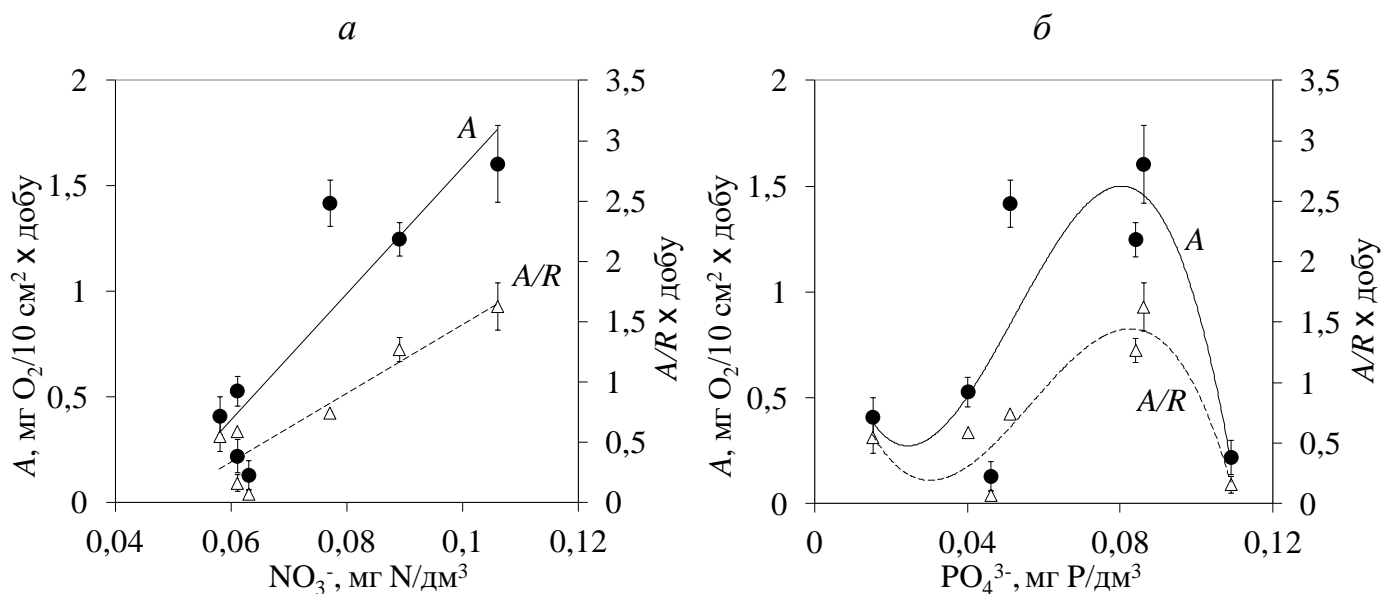 а
2
1,5
1
0,5
0
A, мг O₂/10 см² х добу
3,5
3
2,5
2
1,5
1
0,5
0
A/R х добу
A
A/R
0,04
0,06
0,08
0,1
0,12
NO₃⁻, мг N/дм³
б
2
1,5
1
0,5
0
A, мг O₂/10 см² х добу
3,5
3
2,5
2
1,5
1
0,5
0
A/R х добу
A
A/R
0
0,04
0,08
0,12
PO₄³⁻, мг P/дм³